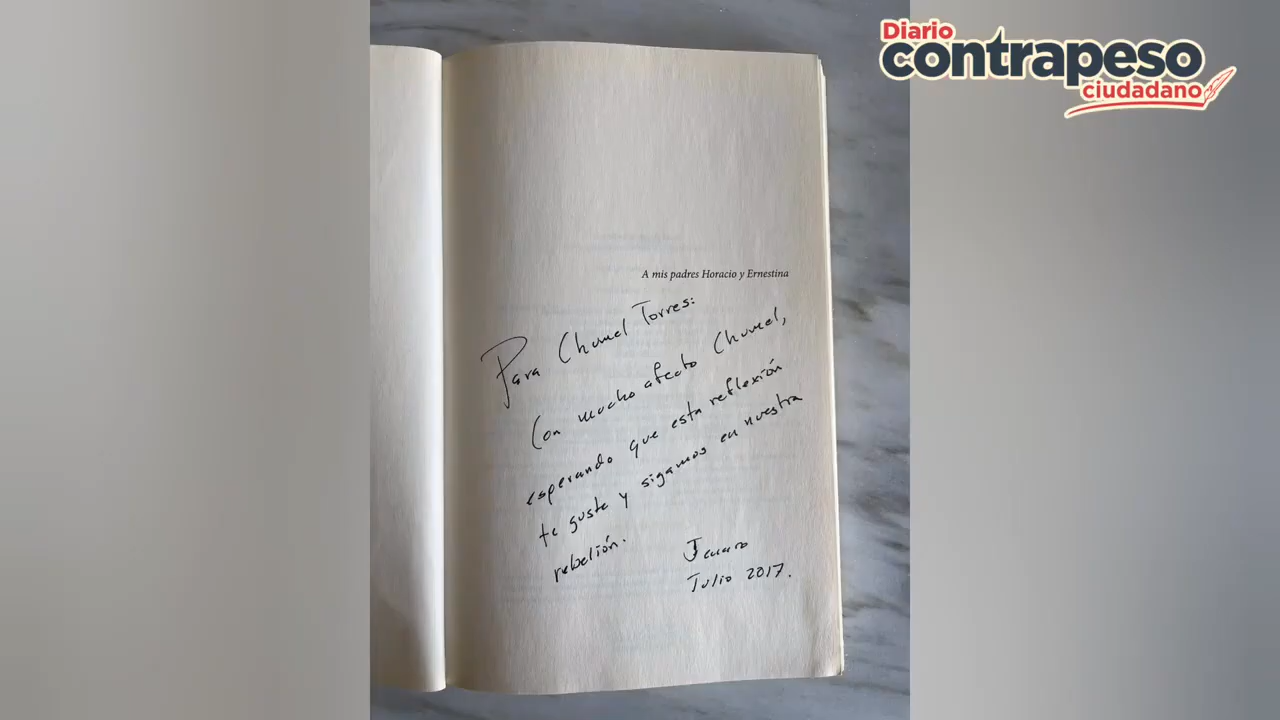 Diario
contrapeso
ciudadano
A mis padres Horacio y Ernestina
Para Chumel Torres:
Con mucho afecto Chumel,
esperando que esta reflexión
te guste y sigamos en nuestra
rebelión.
Jenaro
Julio 2017.